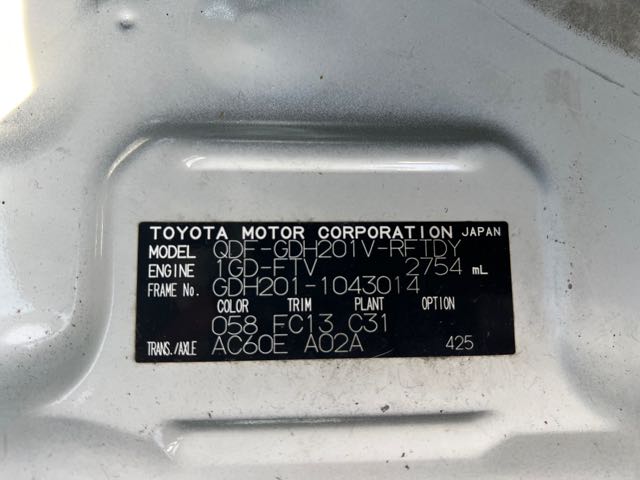 TOYOTA MOTOR CORPORATION JAPAN
MODEL QDF-GDH201V-RFTDY
ENGINE 1GD-FTV 2754 mL
FRAME No. GDH201-1043014
COLOR TRIM PLANT OPTION
058 FC13 C31
TRANS./AXLE AC60E A02A 425